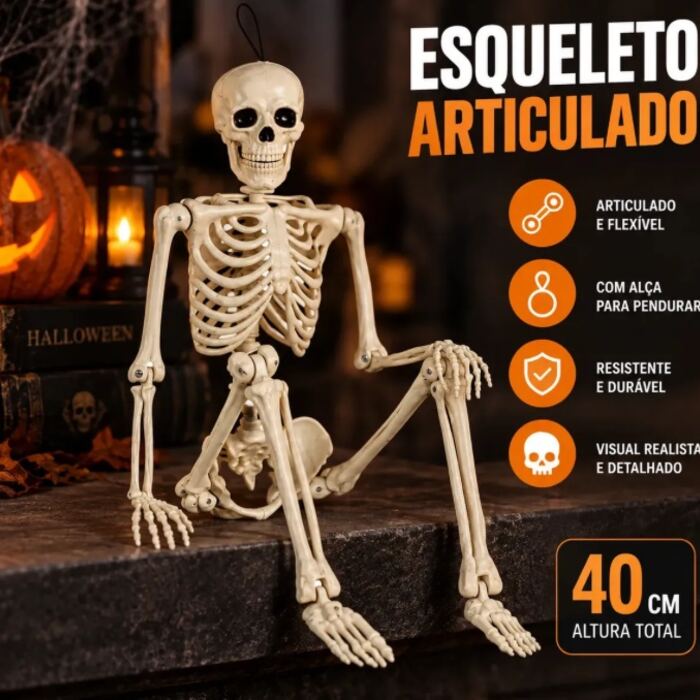 ESQUELETO
ARTICULADO
ARTICULADO
E FLEXÍVEL
COM ALÇA
PARA PENDURAR
RESISTENTE
E DURÁVEL
VISUAL REALISTA
E DETALHADO
HALLOWEEN
40 CM
ALTURA TOTAL